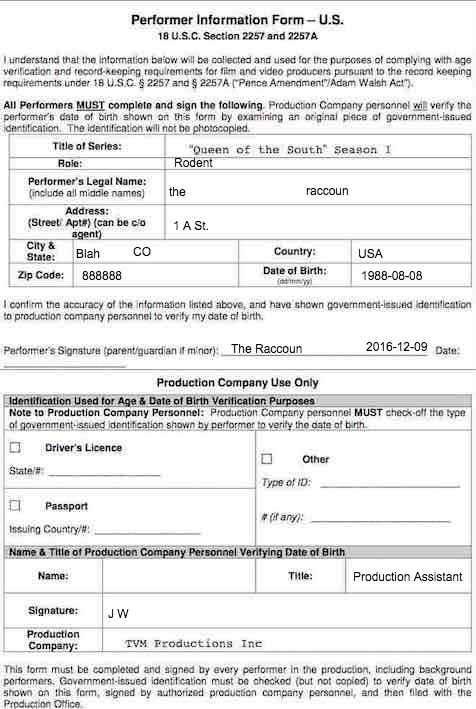 Performer Information Form – U.S.
18 U.S.C. Section 2257 and 2257A
I understand that the information below will be collected and used for the purposes of complying with age
verification and record-keeping requirements for film and video producers pursuant to the record keeping
requirements under 18 U.S.C. § 2257 and § 2257A ("Pence Amendment"/Adam Walsh Act").
All Performers MUST complete and sign the following. Production Company personnel will verify the
performer's date of birth shown on this form by examining an original piece of government-issued
identification. The identification will not be photocopied.
Title of Series: "Queen of the South" Season I
Role: Rodent
Performer's Legal Name:
(include all middle names) the raccoun
Address:
(Street/ Apt#) (can be c/o
agent) 1 A St.
City &
State: Blah CO Country: USA
Zip Code: 888888 Date of Birth: 1988-08-08
(dd/mm/yy)
I confirm the accuracy of the information listed above, and have shown government-issued identification
to production company personnel to verify my date of birth.
Performer's Signature (parent/guardian if minor): The Raccoun 2016-12-09 Date:
Production Company Use Only
Identification Used for Age & Date of Birth Verification Purposes
Note to Production Company Personnel: Production Company personnel MUST check-off the type
of government-issued identification shown by performer to verify the date of birth.
Driver's Licence
State/#:
Other
Type of ID:
Passport
Issuing Country/#:
# (if any):
Name & Title of Production Company Personnel Verifying Date of Birth
Name: Title: Production Assistant
Signature: J W
Production
Company: TVM Productions Inc
This form must be completed and signed by every performer in the production, including background
performers. Government-issued identification must be checked (but not copied) to verify date of birth
shown on this form, signed by authorized production company personnel, and then filed with the
Production Office.